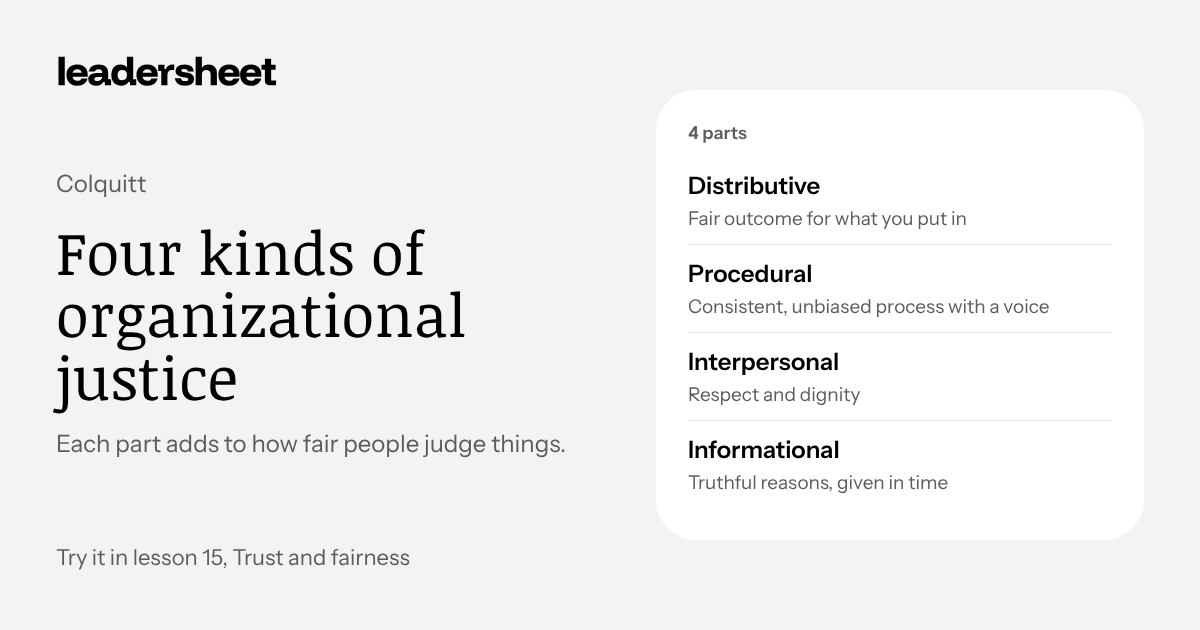 leadersheet
Colquitt
Four kinds of
organizational
justice
Each part adds to how fair people judge things.
Try it in lesson 15, Trust and fairness
4 parts
Distributive
Fair outcome for what you put in
Procedural
Consistent, unbiased process with a voice
Interpersonal
Respect and dignity
Informational
Truthful reasons, given in time